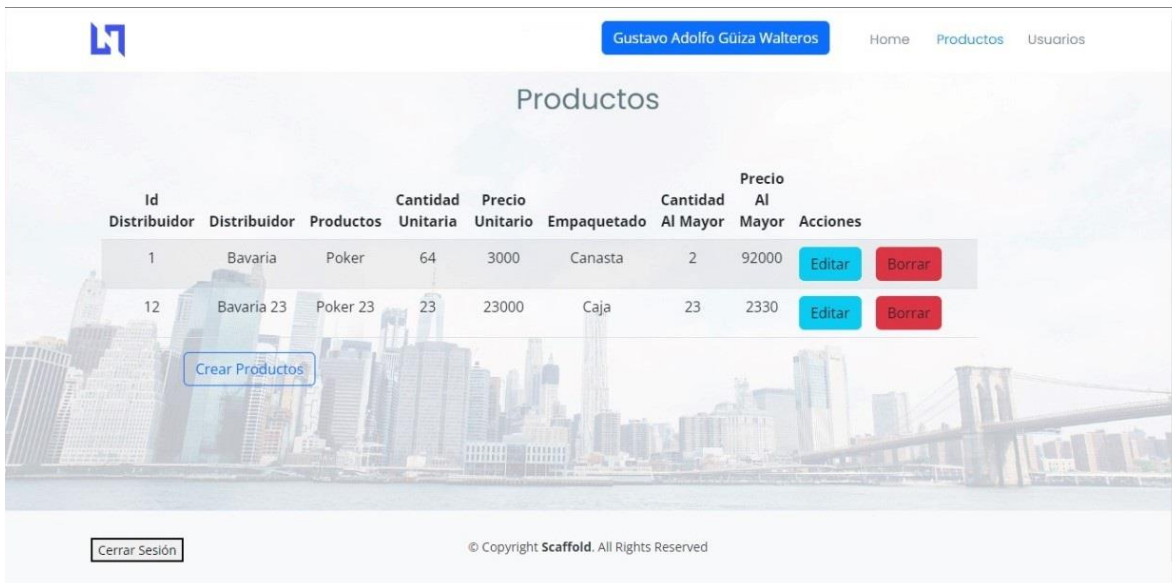 Gustavo Adolfo Güiza Walteros Home Productos Usuarios
Productos
Id Distribuidor Distribuidor Productos Cantidad Unitaria Precio Unitario Empaquetado Cantidad Al Mayor Precio Al Mayor Acciones
1 Bavaria Poker 64 3000 Canasta 2 92000 Editar Borrar
12 Bavaria 23 Poker 23 23 23000 Caja 23 2330 Editar Borrar
Crear Productos
Cerrar Sesión © Copyright Scaffold. All Rights Reserved